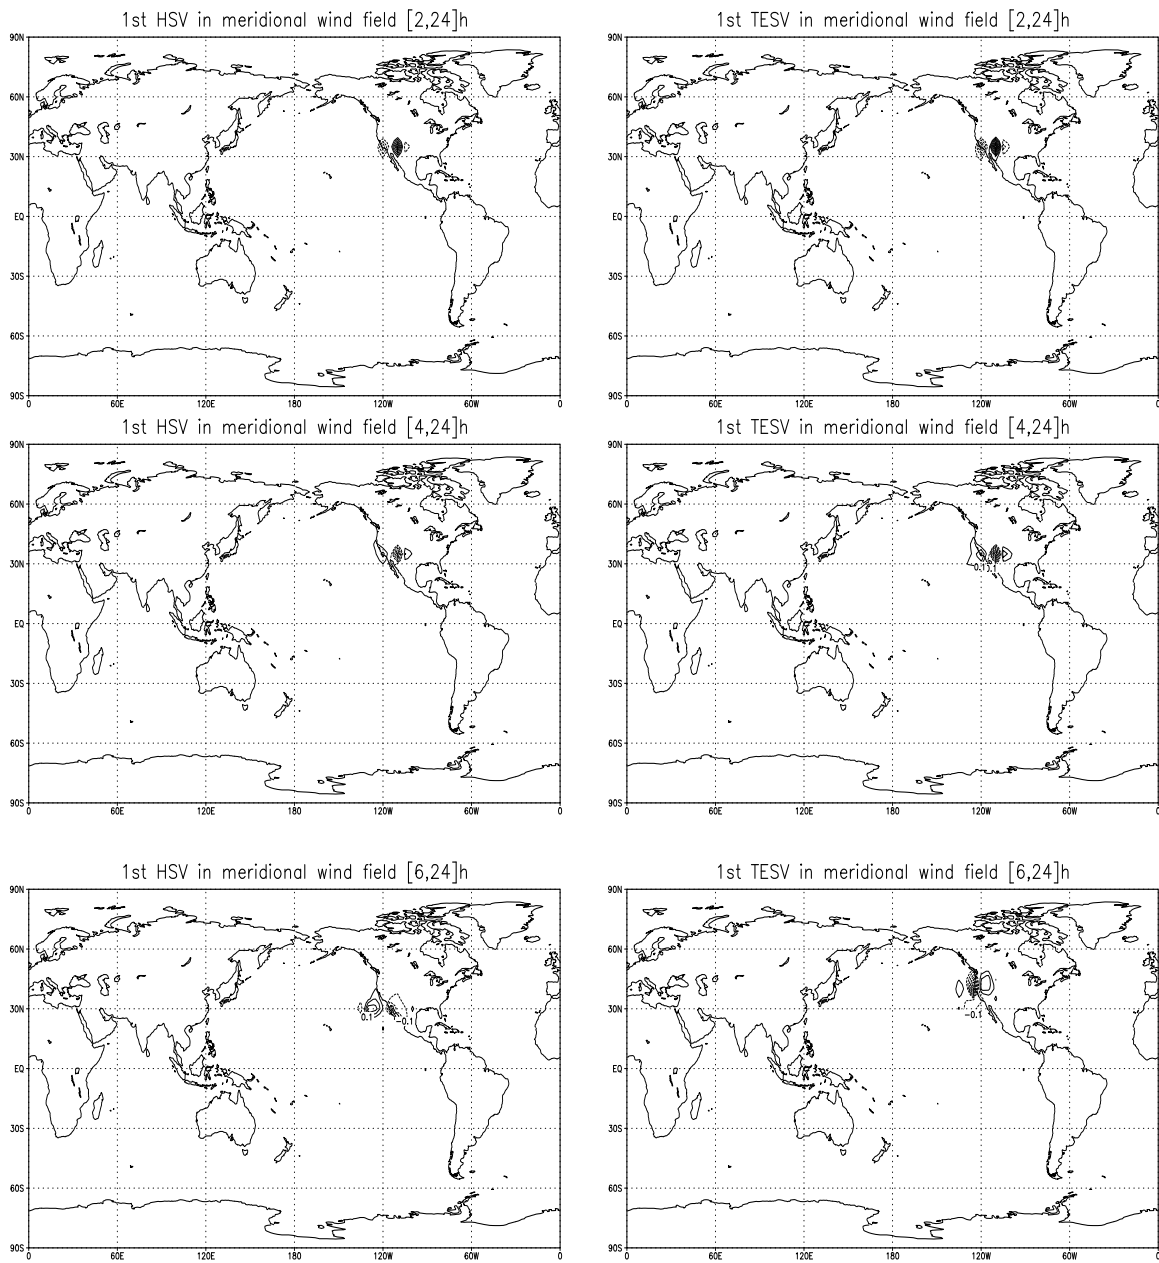 1st HSV in meridional wind field [2,24]h
90N
60N
30N
EQ
30S
60S
90S
0 60E 120E 180 120W 60W 0
1st TESV in meridional wind field [2,24]h
90N
60N
30N
EQ
30S
60S
90S
0 60E 120E 180 120W 60W 0
1st HSV in meridional wind field [4,24]h
90N
60N
30N
EQ
30S
60S
90S
0 60E 120E 180 120W 60W 0
1st TESV in meridional wind field [4,24]h
90N
60N
30N
0.1
0.1
EQ
30S
60S
90S
0 60E 120E 180 120W 60W 0
1st HSV in meridional wind field [6,24]h
90N
60N
30N
0.1
-0.1
EQ
30S
60S
90S
0 60E 120E 180 120W 60W 0
1st TESV in meridional wind field [6,24]h
90N
60N
30N
-0.1
EQ
30S
60S
90S
0 60E 120E 180 120W 60W 0